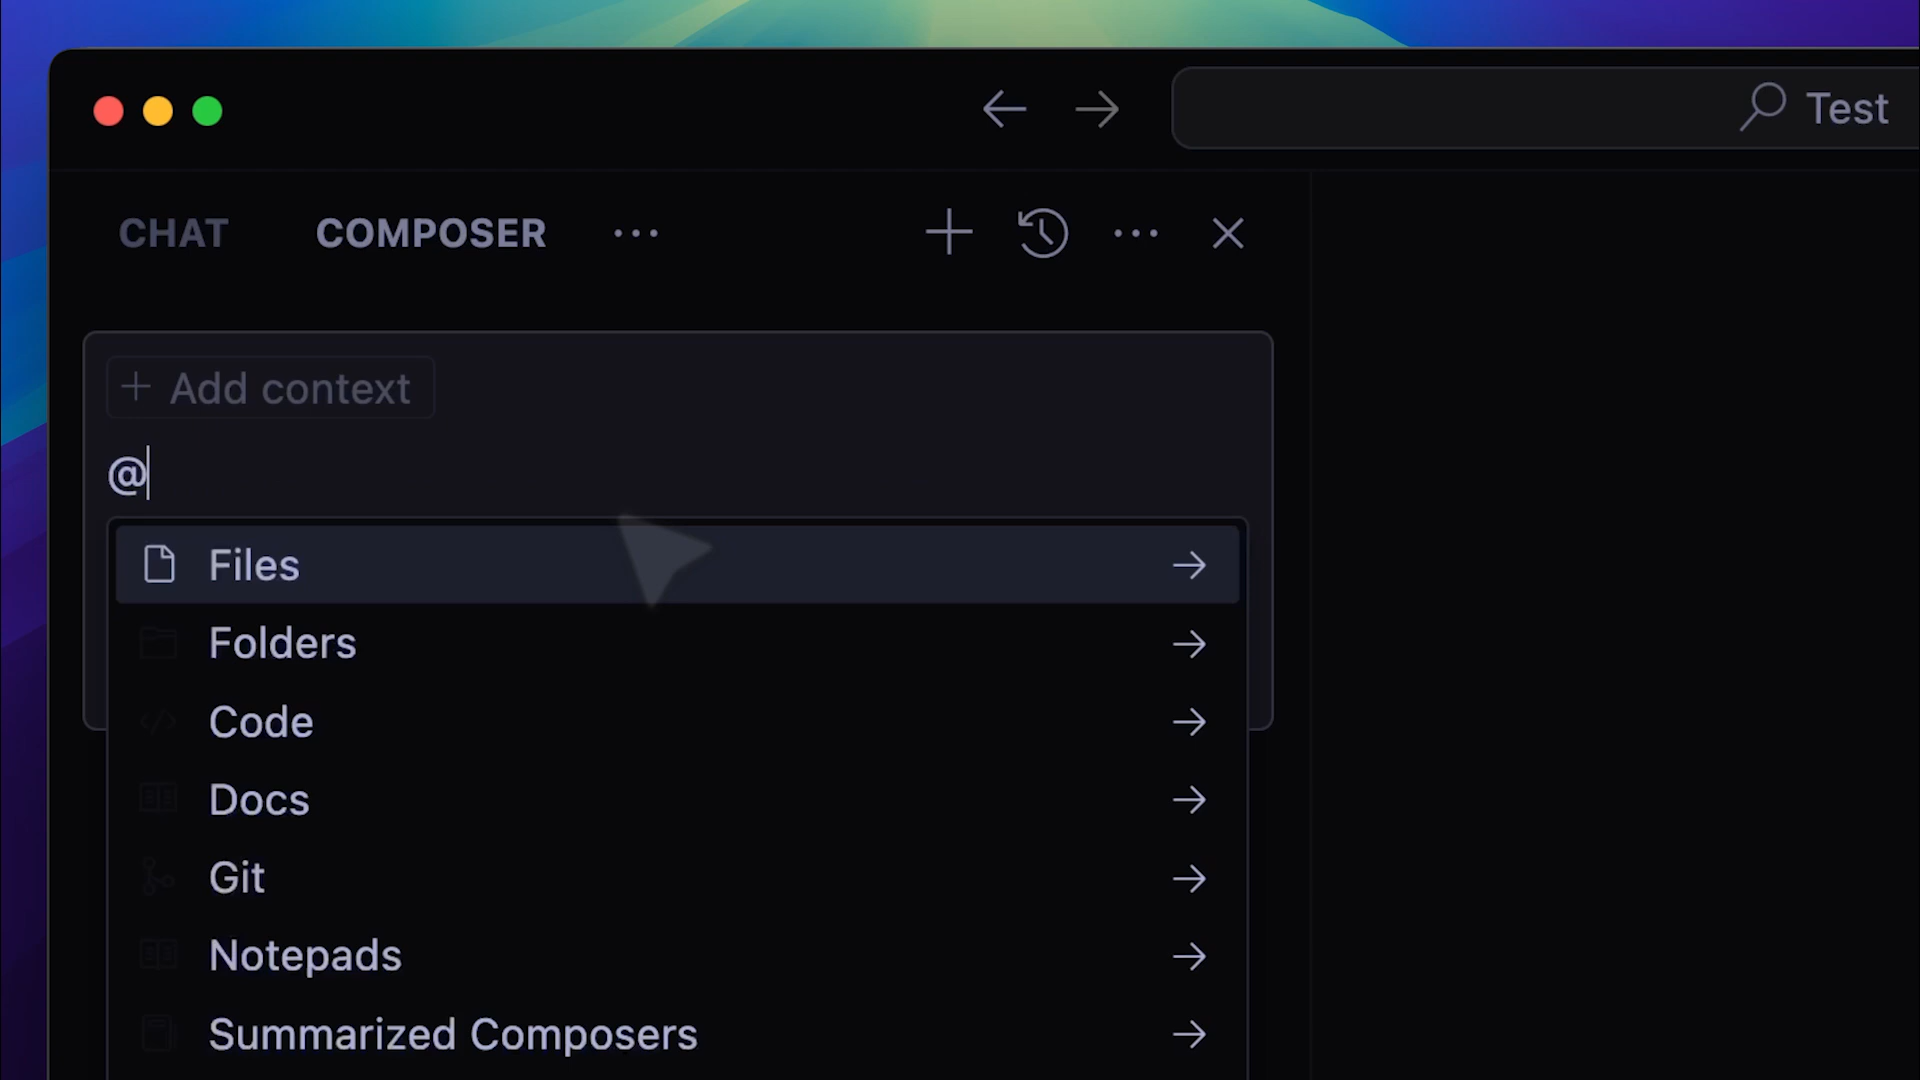 Test
CHAT COMPOSER
Add context
@
Files
Folders
Code
Docs
Git
Notepads
Summarized Composers